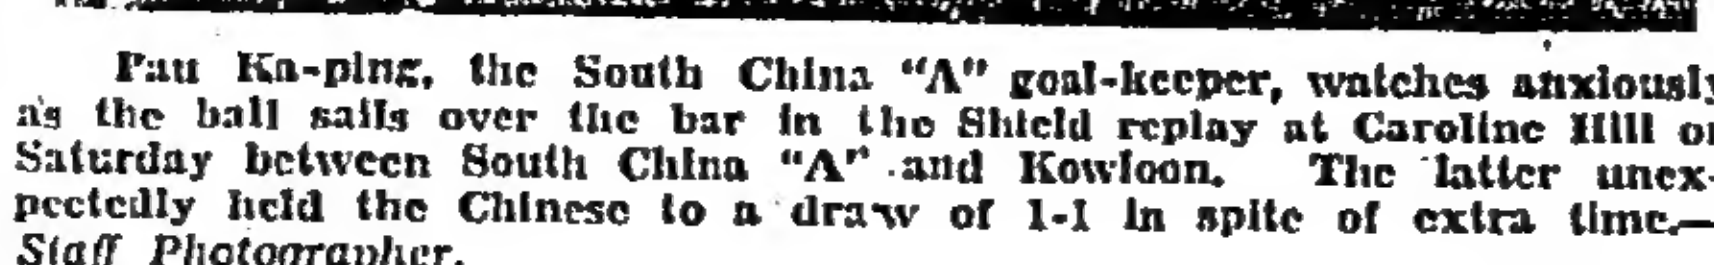 Pau Ka-ping, the South China "A" goal-keeper, watches anxiously
as the ball sails over the bar in the Shield replay at Caroline Hill on
Saturday between South China "A" and Kowloon. The latter unex-
pectedly held the Chinese to a draw of 1-1 in spite of extra time.—
Staff Photographer.